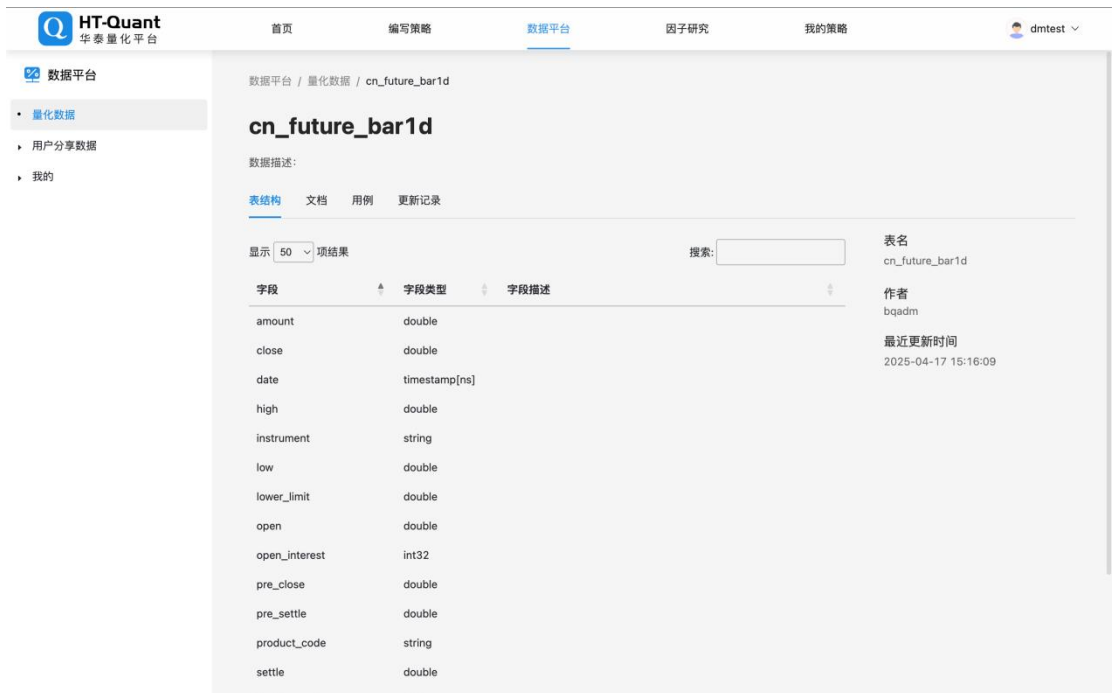 HT-Quant
华泰量化平台
首页
编写策略
数据平台
因子研究
我的策略
dmtest
数据平台
量化数据
用户分享数据
我的
数据平台 / 量化数据 / cn_future_bar1d
cn_future_bar1d
数据描述:
表结构 文档 用例 更新记录
显示 50 项结果
搜索:
字段 字段类型 字段描述
amount double
close double
date timestamp[ns]
high double
instrument string
low double
lower_limit double
open double
open_interest int32
pre_close double
pre_settle double
product_code string
settle double
表名
cn_future_bar1d
作者
bqadm
最近更新时间
2025-04-17 15:16:09